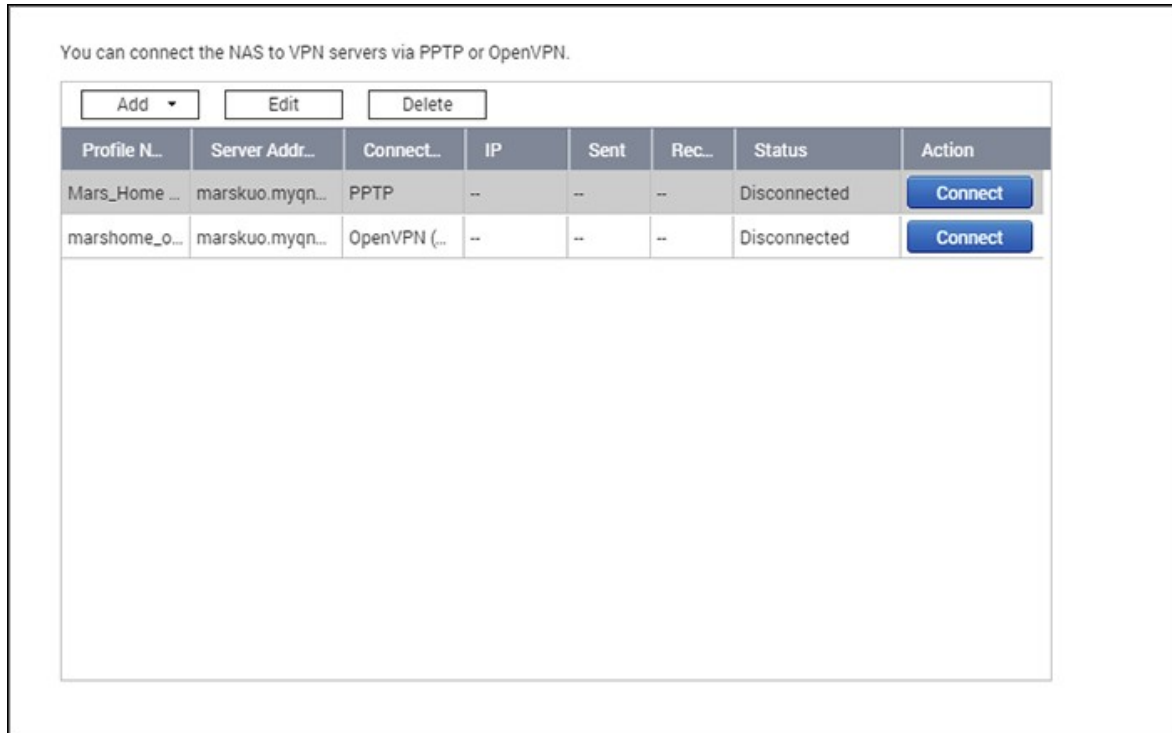 You can connect the NAS to VPN servers via PPTP or OpenVPN.
Add Edit Delete
Profile N... Server Addr... Connect... IP Sent Rec... Status Action
Mars_Home ... marskuo.myqn... PPTP -- -- -- Disconnected Connect
marshome_o... marskuo.myqn... OpenVPN (... -- -- -- Disconnected Connect